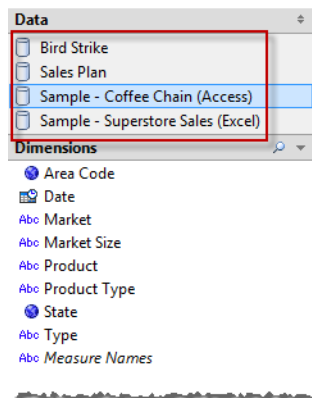 Data
Bird Strike
Sales Plan
Sample - Coffee Chain (Access)
Sample - Superstore Sales (Excel)
Dimensions
Area Code
Date
Abc Market
Abc Market Size
Abc Product
Abc Product Type
State
Abc Type
Abc Measure Names